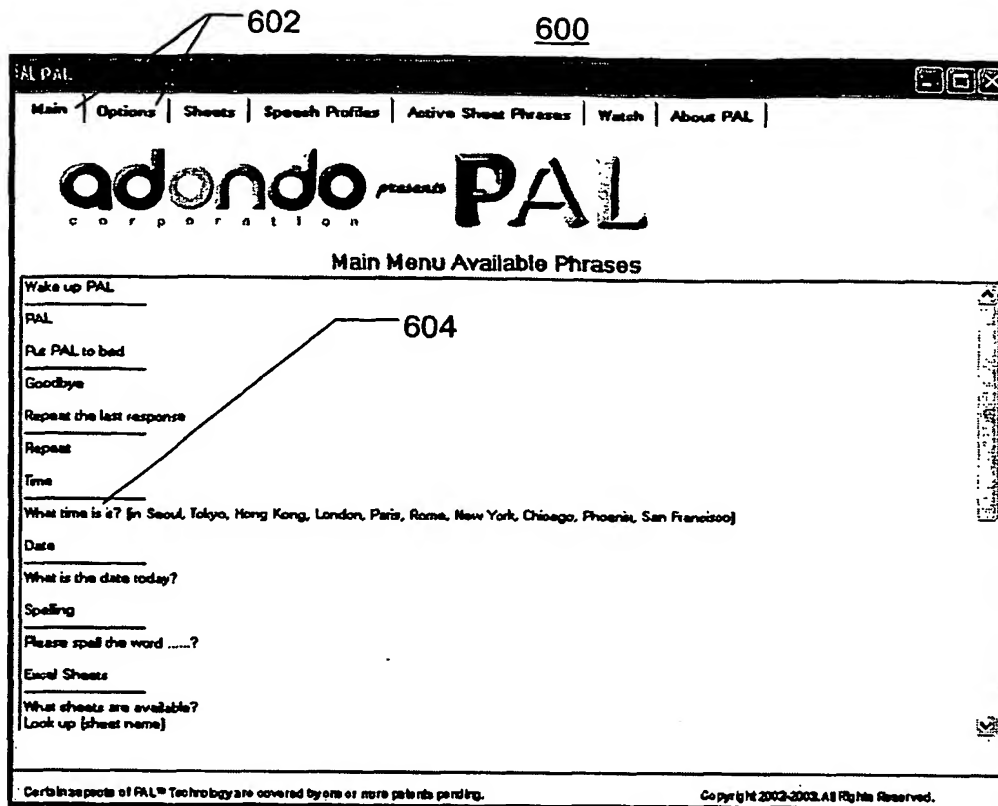 602
600
PAL PAL
Main | Options | Sheets | Speech Profiles | Active Sheet Phrases | Watch | About PAL |
adondo presents PAL
corporation
Main Menu Available Phrases
Wake up PAL
PAL
604
Put PAL to bed
Goodbye
Repeat the last response
Repeat
Time
What time is it? [in Seoul, Tokyo, Hong Kong, London, Paris, Rome, New York, Chicago, Phoenix, San Francisco]
Date
What is the date today?
Spelling
Please spell the word ......?
Excel Sheets
What sheets are available?
Look up [sheet name]
Certain aspects of PAL™ Technology are covered by one or more patents pending.
Copyright 2002-2003. All Rights Reserved.